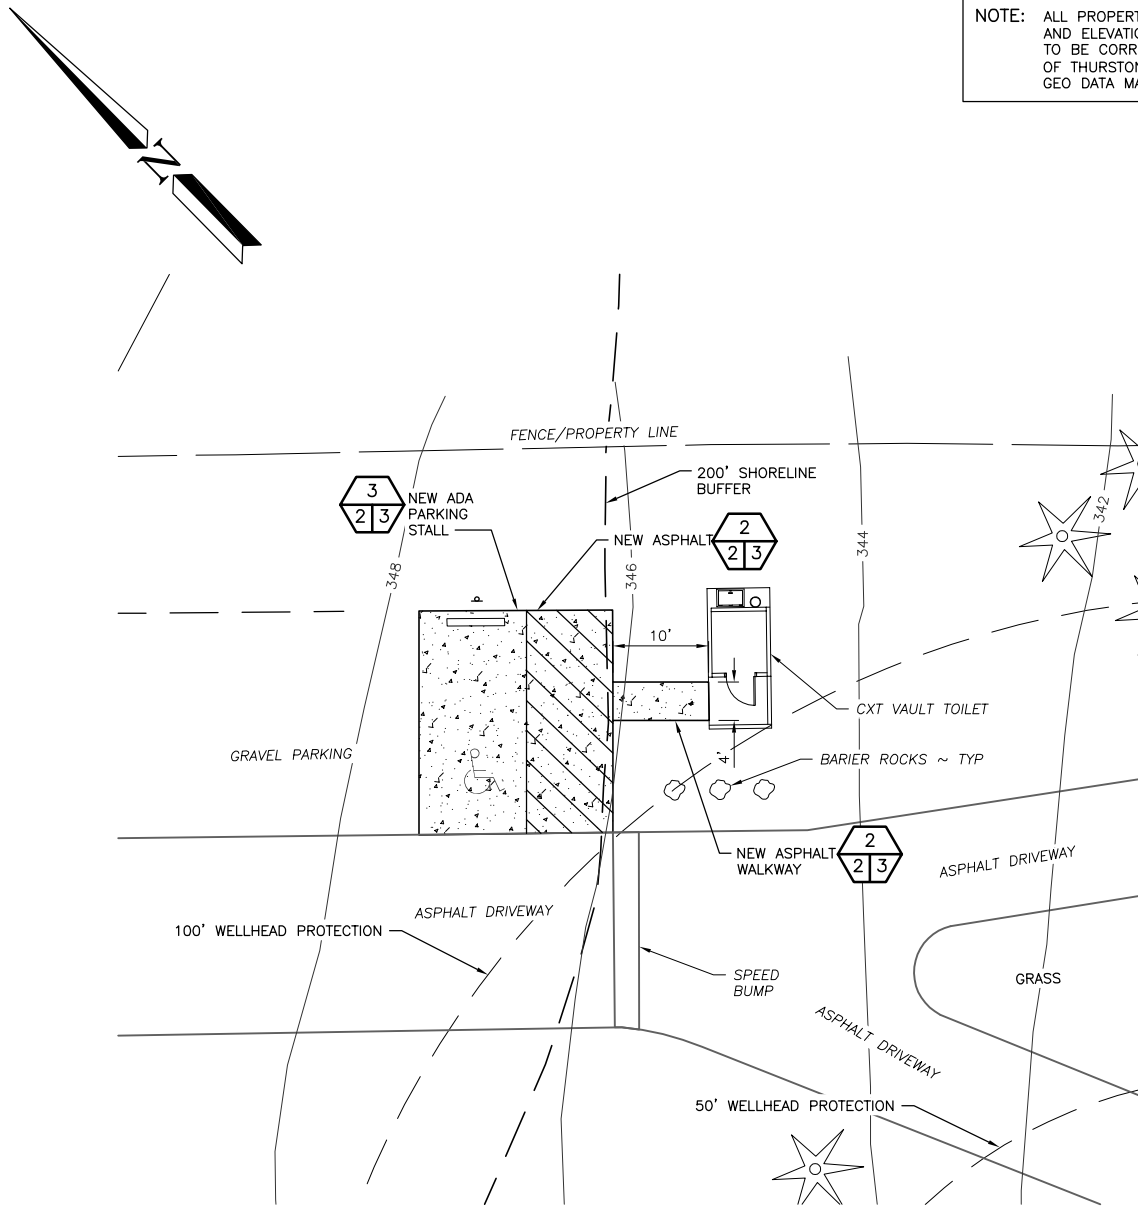 NOTE: ALL PROPERT
AND ELEVATIO
TO BE CORR
OF THURSTON
GEO DATA MA
N
FENCE/PROPERTY LINE
200' SHORELINE
BUFFER
3
2 3
NEW ADA
PARKING
STALL
NEW ASPHALT
2
2 3
348
346
344
342
10'
4'
CXT VAULT TOILET
GRAVEL PARKING
BARIER ROCKS ~ TYP
NEW ASPHALT
WALKWAY
2
2 3
ASPHALT DRIVEWAY
ASPHALT DRIVEWAY
100' WELLHEAD PROTECTION
SPEED
BUMP
GRASS
ASPHALT DRIVEWAY
50' WELLHEAD PROTECTION